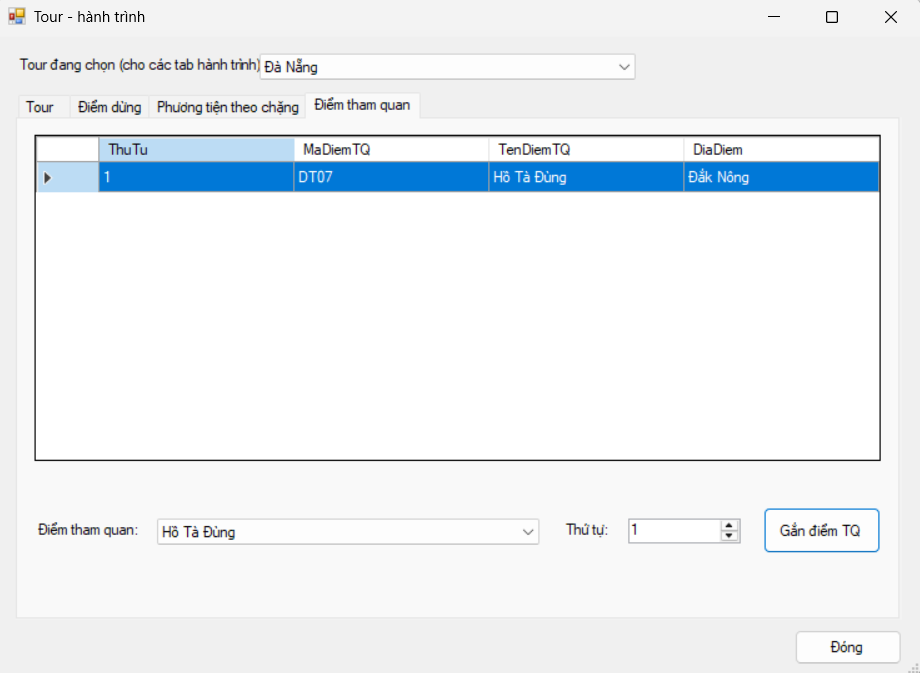 Tour - hành trình
Tour đang chọn (cho các tab hành trình) Đà Nẵng
Tour Điểm dừng Phương tiện theo chặng Điểm tham quan
ThuTu MaDiemTQ TenDiemTQ DiaDiem
1 DT07 Hồ Tà Đùng Đắk Nông
Điểm tham quan: Hồ Tà Đùng Thứ tự: 1 Gắn điểm TQ
Đóng